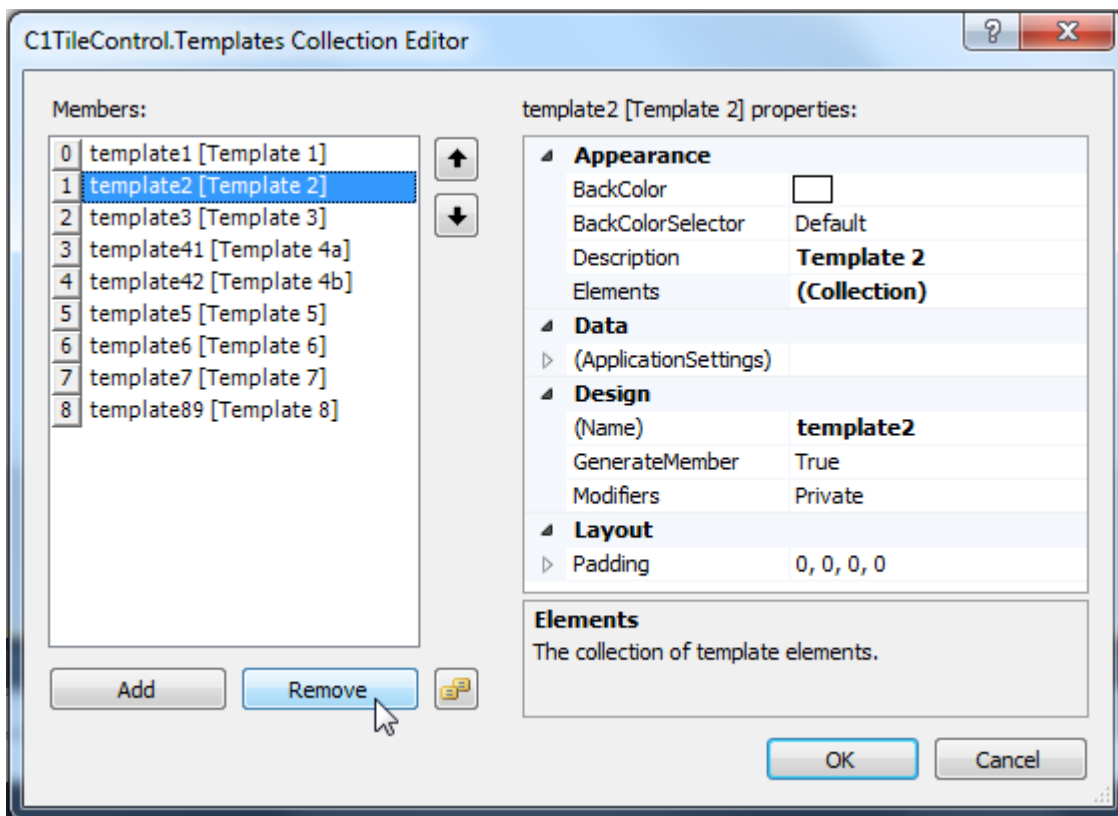 C1TileControl.Templates Collection Editor
?
Members:
0 template1 [Template 1]
1 template2 [Template 2]
2 template3 [Template 3]
3 template41 [Template 4a]
4 template42 [Template 4b]
5 template5 [Template 5]
6 template6 [Template 6]
7 template7 [Template 7]
8 template89 [Template 8]
Add
Remove
template2 [Template 2] properties:
Appearance
BackColor
BackColorSelector Default
Description Template 2
Elements (Collection)
Data
(ApplicationSettings)
Design
(Name) template2
GenerateMember True
Modifiers Private
Layout
Padding 0, 0, 0, 0
Elements
The collection of template elements.
OK
Cancel